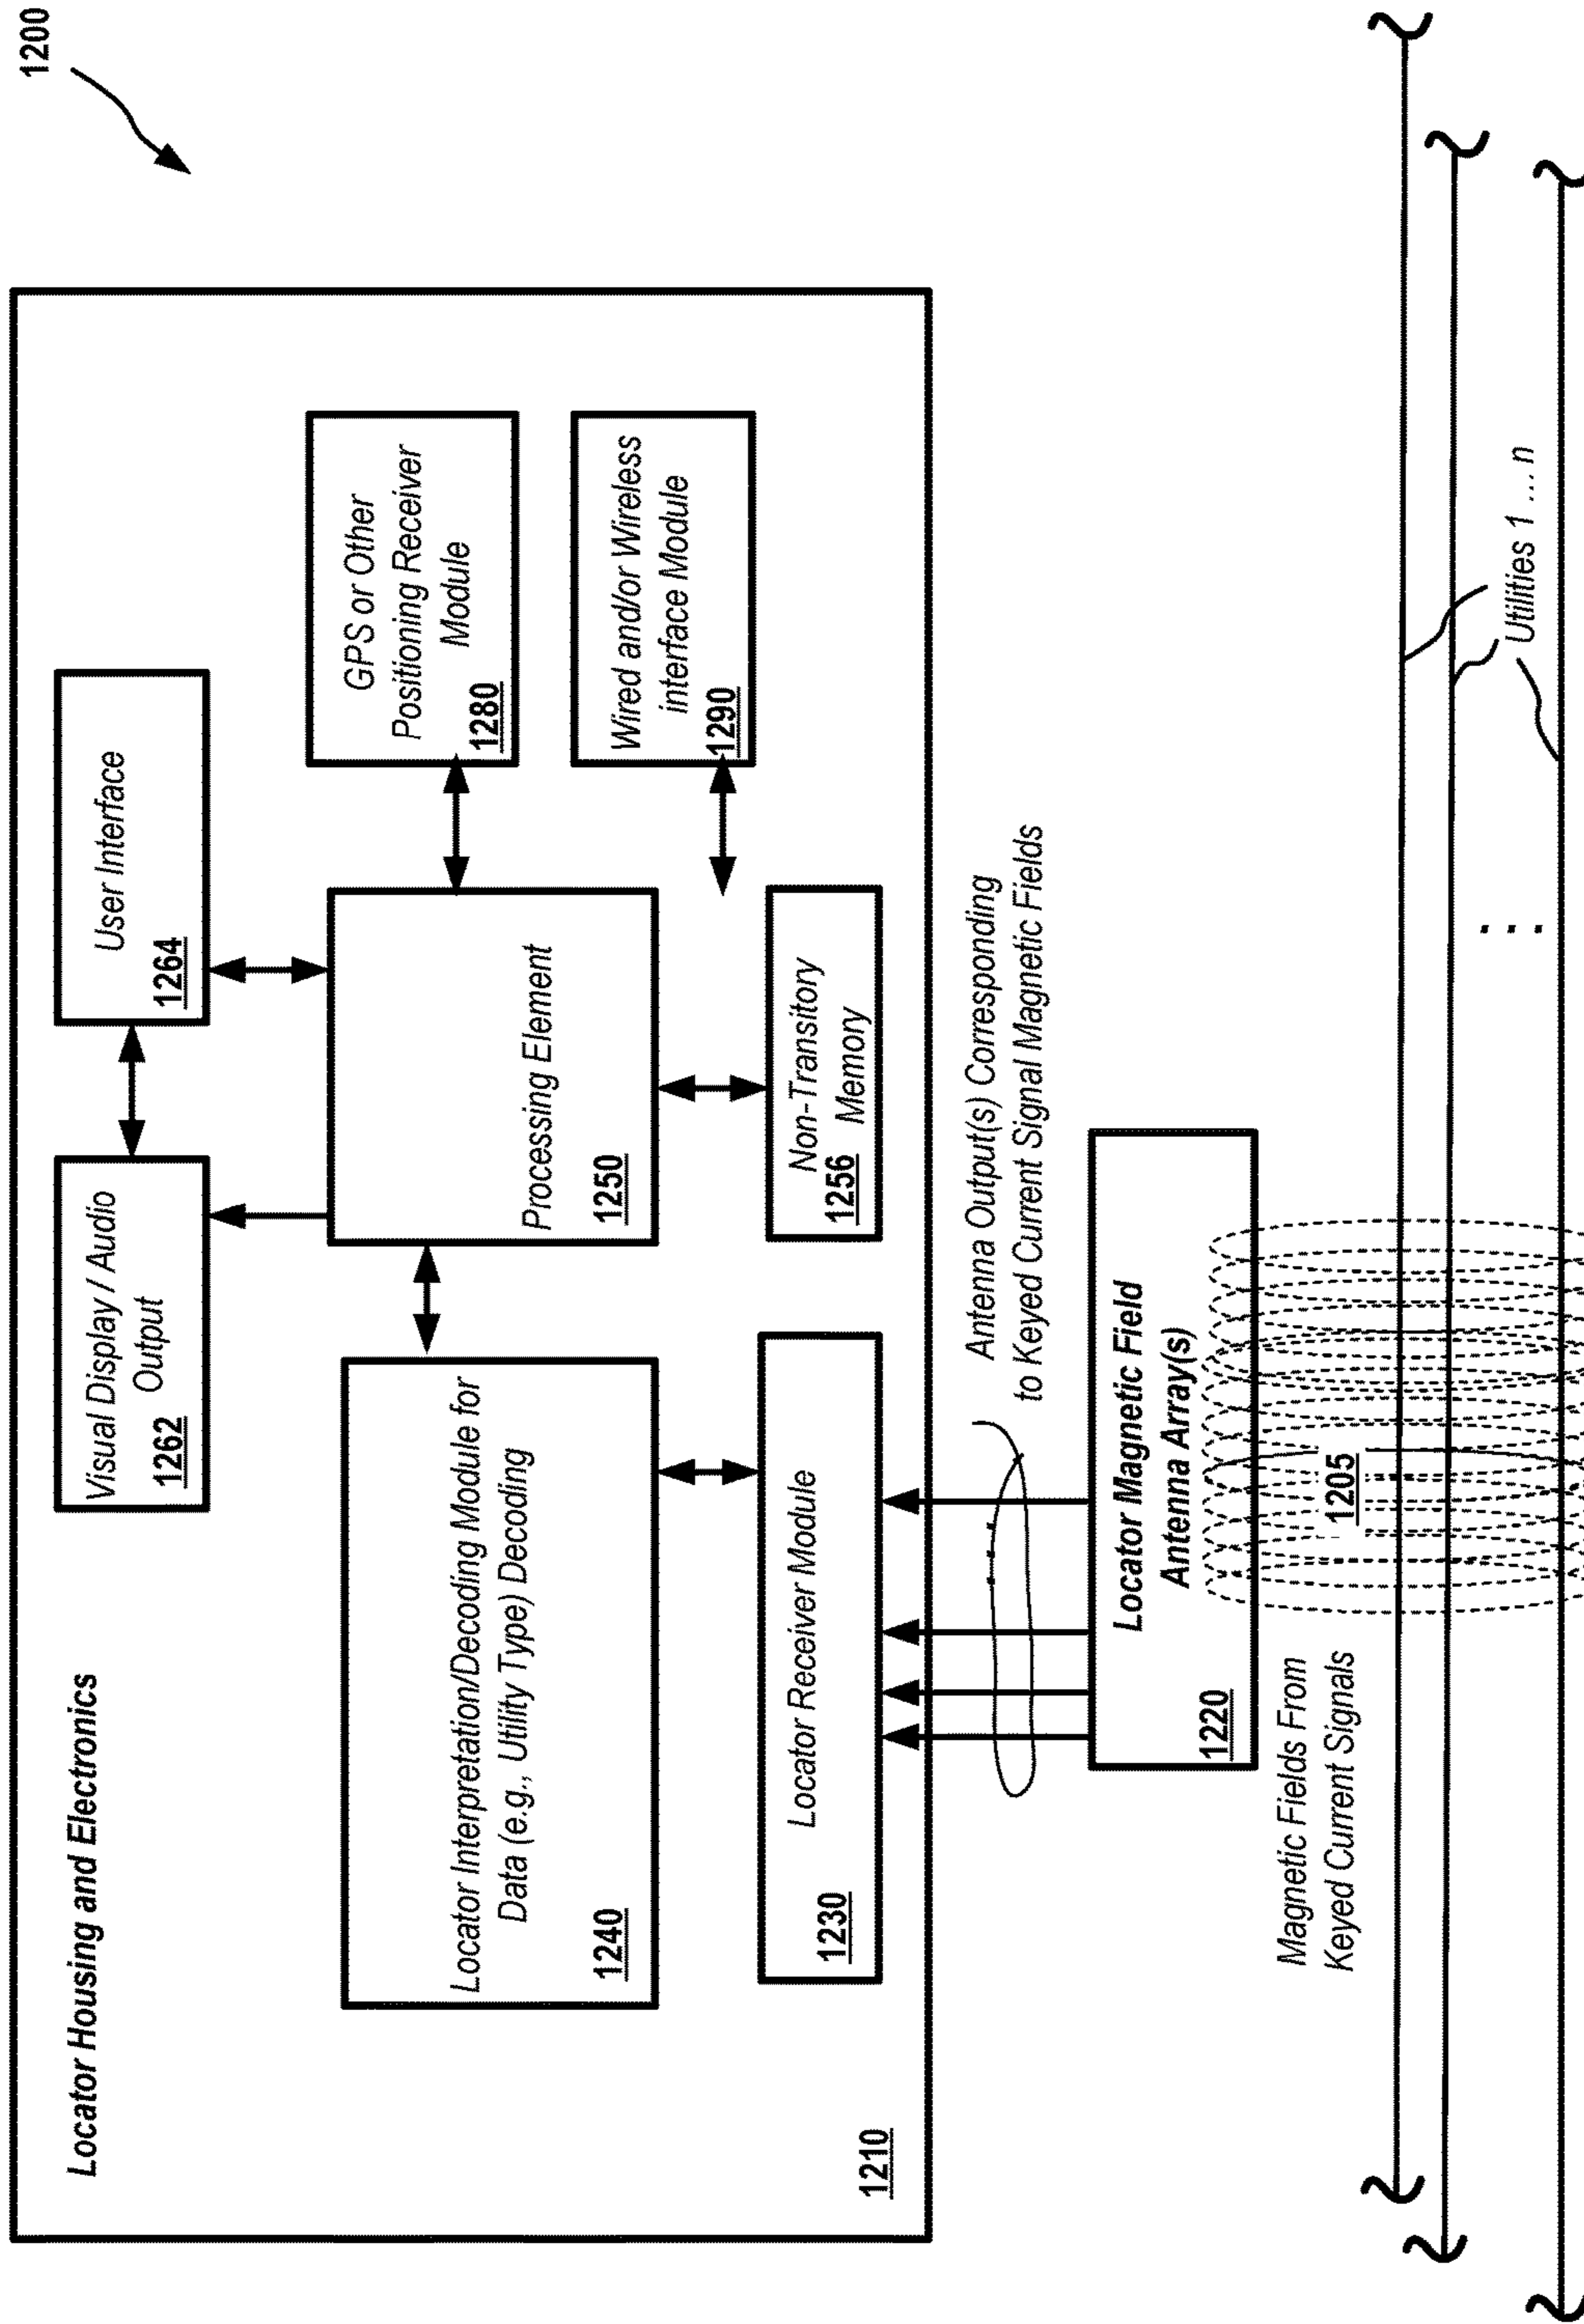 1200
Locator Housing and Electronics
Visual Display / Audio
Output
1262
User Interface
1264
Locator Interpretation/Decoding Module for
Data (e.g., Utility Type) Decoding
1240
Processing Element
1250
GPS or Other
Positioning Receiver
Module
1280
Wired and/or Wireless
interface Module
1290
Locator Receiver Module
1230
Non-Transitory
Memory
1256
1210
Antenna Output(s) Corresponding
to Keyed Current Signal Magnetic Fields
Locator Magnetic Field
Antenna Array(s)
1220
Magnetic Fields From
Keyed Current Signals
1205
...
Utilities 1 ... n